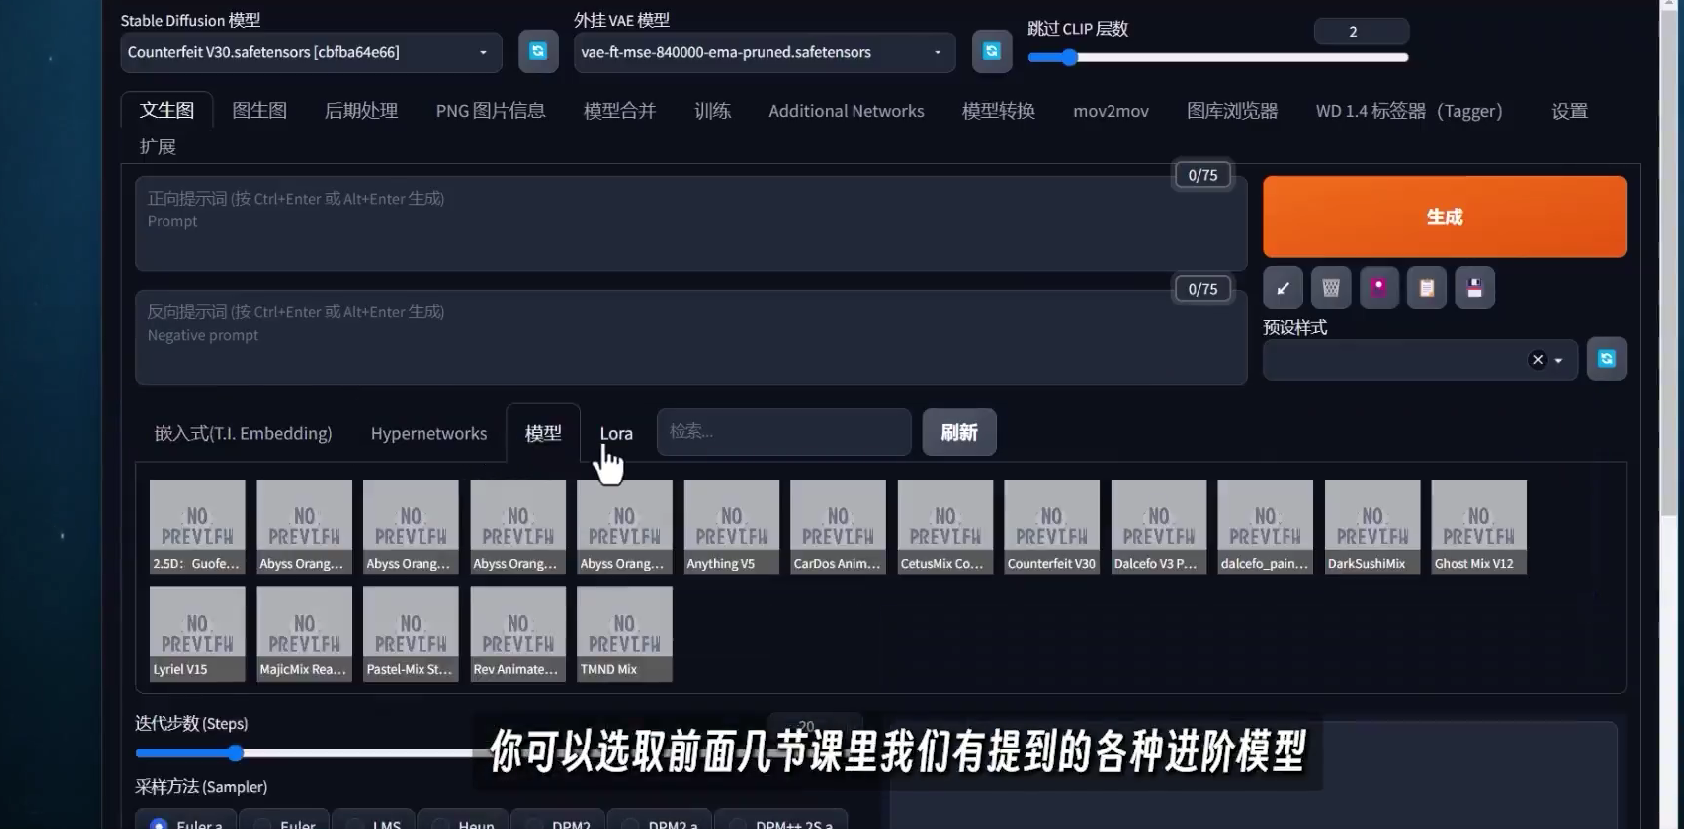 Stable Diffusion 模型
外挂 VAE 模型
跳过 CLIP 层数
2
Counterfeit V30.safetensors [cbfba64e66]
vae-ft-mse-840000-ema-pruned.safetensors
文生图 图生图 后期处理 PNG 图片信息 模型合并 训练 Additional Networks 模型转换 mov2mov 图库浏览器 WD 1.4 标签器（Tagger） 设置
扩展
0/75
正向提示词 (按 Ctrl+Enter 或 Alt+Enter 生成)
Prompt
生成
0/75
反向提示词 (按 Ctrl+Enter 或 Alt+Enter 生成)
Negative prompt
预设样式
嵌入式(T.I. Embedding) Hypernetworks 模型 Lora 检索... 刷新
NO PREVIEW NO PREVIEW NO PREVIEW NO PREVIEW NO PREVIEW NO PREVIEW NO PREVIEW NO PREVIEW NO PREVIEW NO PREVIEW NO PREVIEW NO PREVIEW NO PREVIEW
2.5D：Guofe... Abyss Orang... Abyss Orang... Abyss Orang... Abyss Orang... Anything V5 CarDos Anim... CetusMix Co... Counterfeit V30 Dalcefo V3 P... dalcefo_pain... DarkSushiMix Ghost Mix V12
NO PREVIEW NO PREVIEW NO PREVIEW NO PREVIEW NO PREVIEW
Lyriel V15 MajicMix Rea... Pastel-Mix St... Rev Animate... TMND Mix
迭代步数 (Steps)
20
你可以选取前面几节课里我们有提到的各种进阶模型
采样方法 (Sampler)
Euler a Euler LMS Heun DPM2 DPM2 a DPM++ 2S a